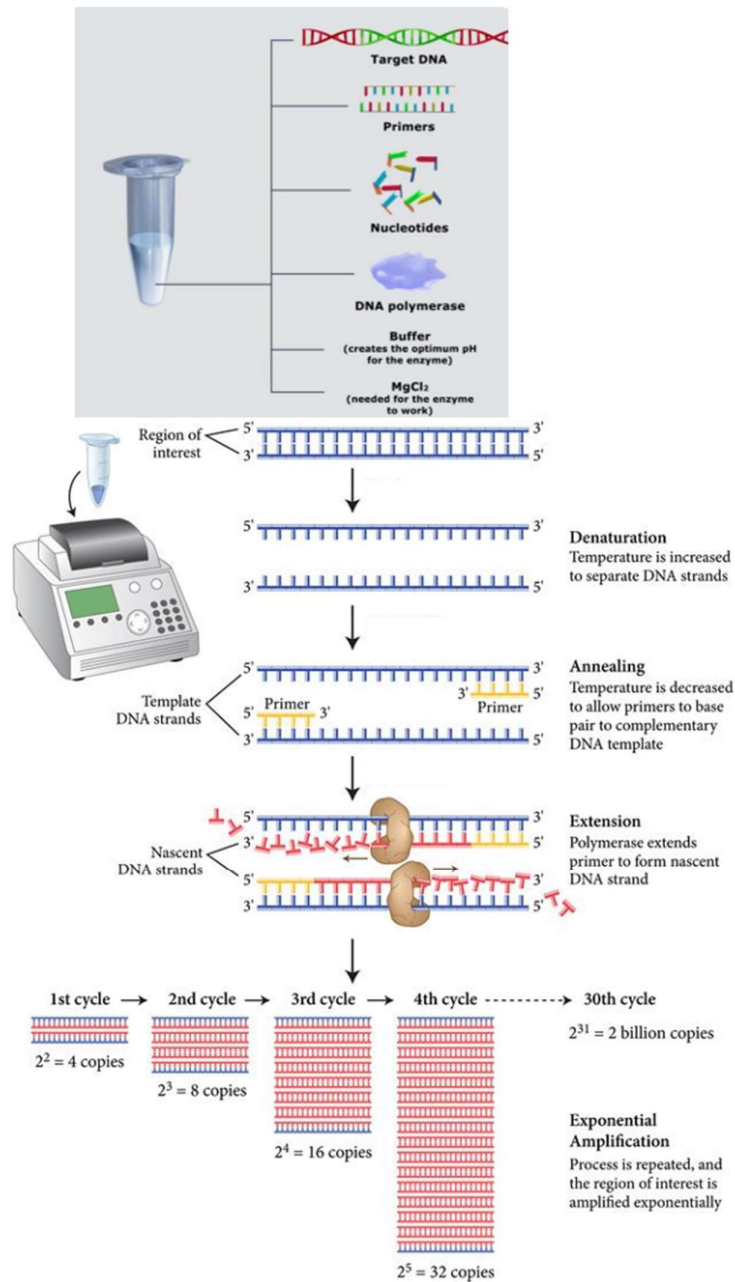 Target DNA
Primers
Nucleotides
DNA polymerase
Buffer
(creates the optimum pH
for the enzyme)
MgCl₂
(needed for the enzyme
to work)
Region of
interest
5' 3'
3' 5'
5' 3'
3' 5'
Denaturation
Temperature is increased
to separate DNA strands
5' 3'
3' 5'
Primer
Template
DNA strands
Primer
5' 3'
3' 5'
Annealing
Temperature is decreased
to allow primers to base
pair to complementary
DNA template
5' 3'
3' 5'
Nascent
DNA strands
5' 3'
3' 5'
Extension
Polymerase extends
primer to form nascent
DNA strand
1st cycle 2nd cycle 3rd cycle 4th cycle 30th cycle
2² = 4 copies
2³ = 8 copies
2⁴ = 16 copies
2⁵ = 32 copies
2³¹ = 2 billion copies
Exponential
Amplification
Process is repeated, and
the region of interest is
amplified exponentially